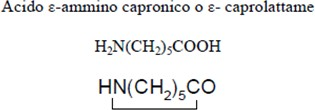 Acido ε-ammino capronico o ε- caprolattame
H₂N(CH₂)₅COOH
HN(CH₂)₅CO